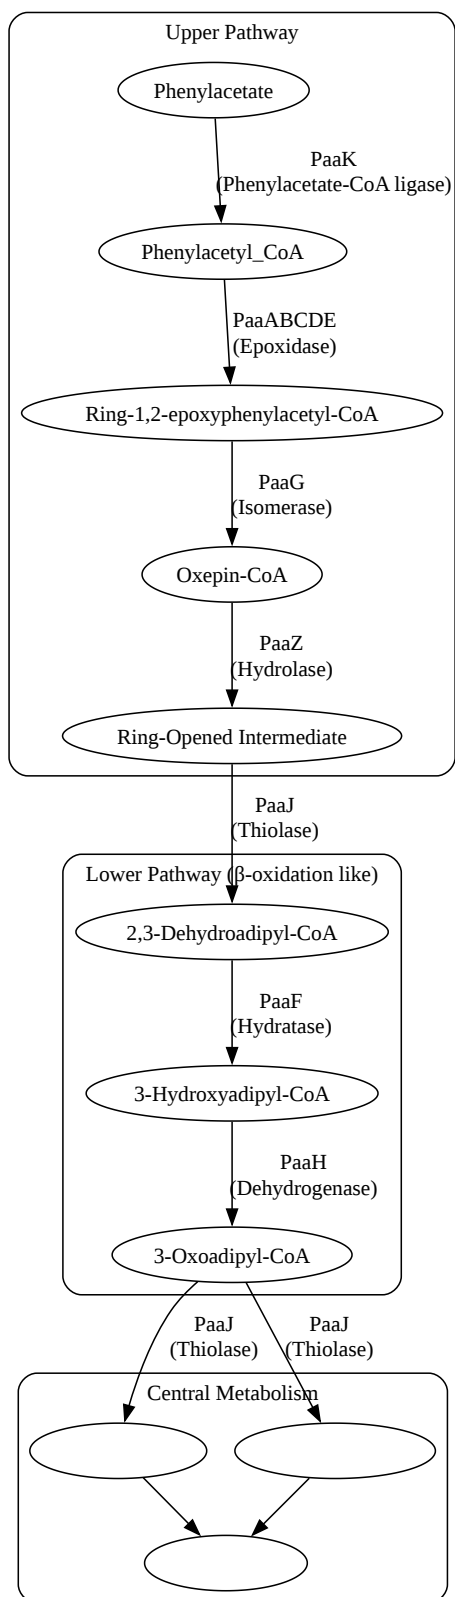 Upper Pathway
Phenylacetate
PaaK
(Phenylacetate-CoA ligase)
Phenylacetyl_CoA
PaaABCDE
(Epoxidase)
Ring-1,2-epoxyphenylacetyl-CoA
PaaG
(Isomerase)
Oxepin-CoA
PaaZ
(Hydrolase)
Ring-Opened Intermediate
PaaJ
(Thiolase)
Lower Pathway (β-oxidation like)
2,3-Dehydroadipyl-CoA
PaaF
(Hydratase)
3-Hydroxyadipyl-CoA
PaaH
(Dehydrogenase)
3-Oxoadipyl-CoA
PaaJ
(Thiolase)
PaaJ
(Thiolase)
Central Metabolism